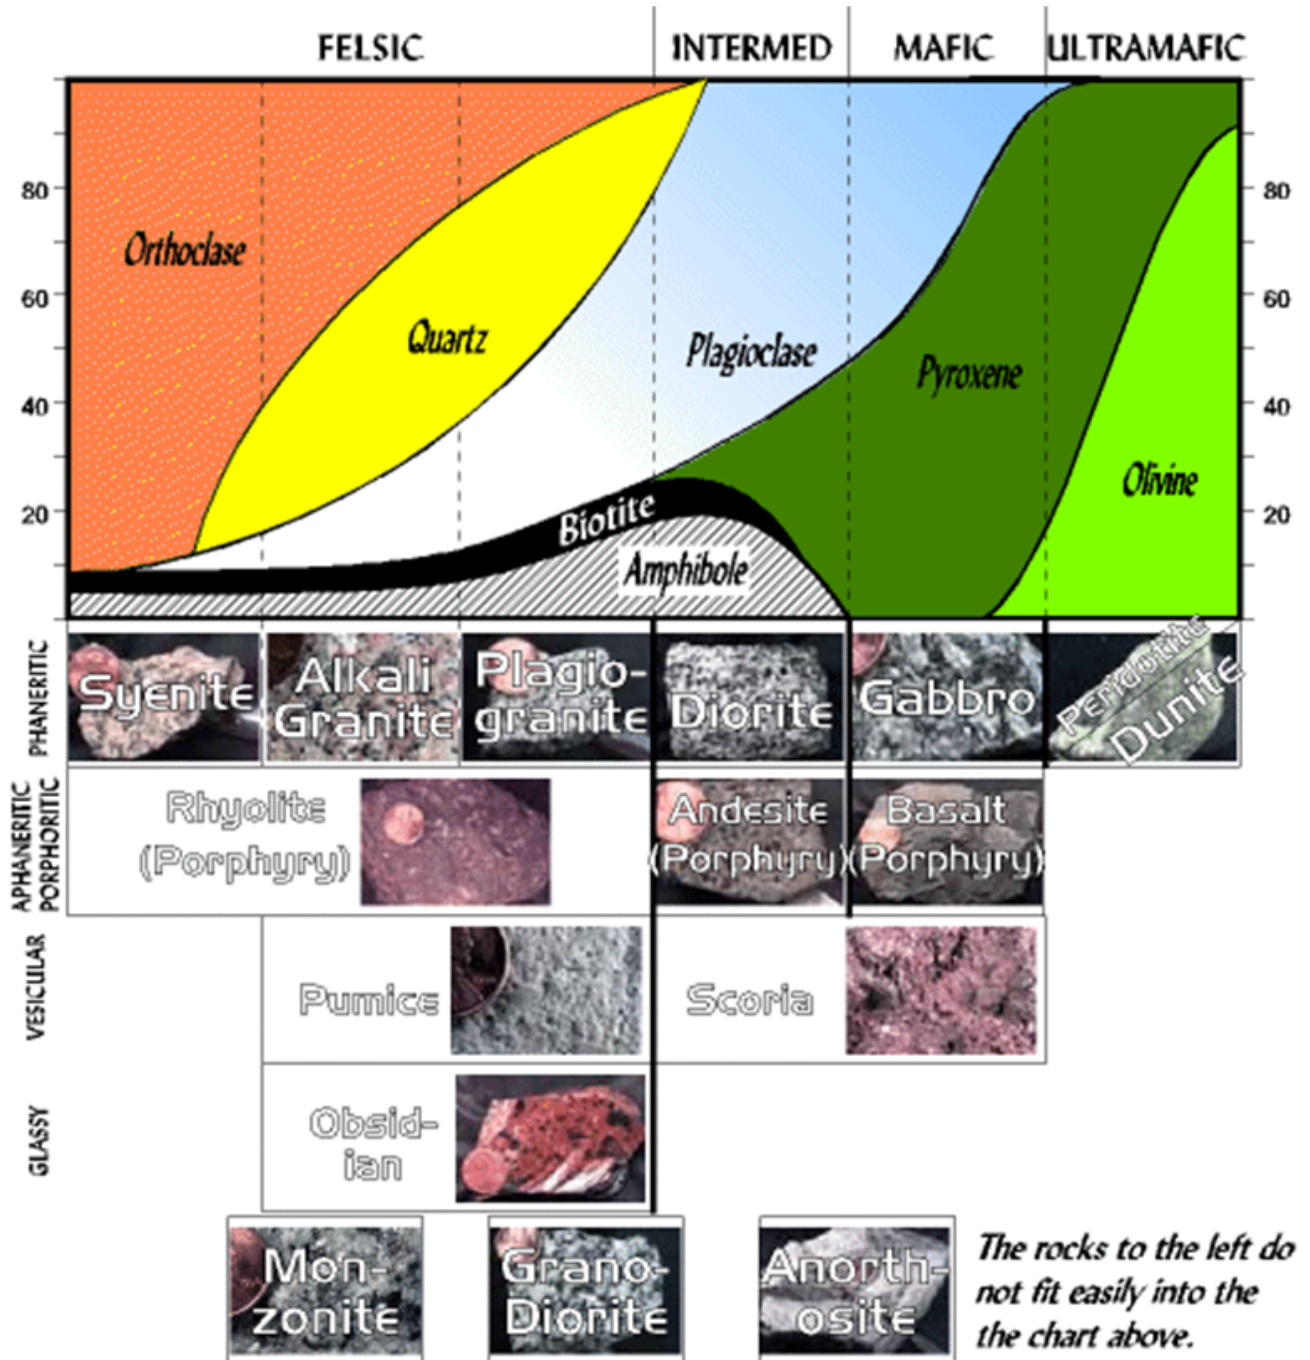 FELSIC INTERMED MAFIC ULTRAMAFIC
80 80
Orthoclase
60 60
Quartz Plagioclase
Pyroxene
40 40
Olivine
20 20
Biotite
Amphibole
PHANERITIC
Syenite
Alkali
Granite
Plagio-
granite
Diorite
Gabbro
Peridotite
Dunite
APHANERITIC
PORPHORITIC
Rhyolite
(Porphyry)
Andesite
(Porphyry)
Basalt
(Porphyry)
VESICULAR
Pumice
Scoria
GLASSY
Obsid-
ian
Mon-
zonite
Grano-
Diorite
Anorth-
osite
The rocks to the left do
not fit easily into the
the chart above.